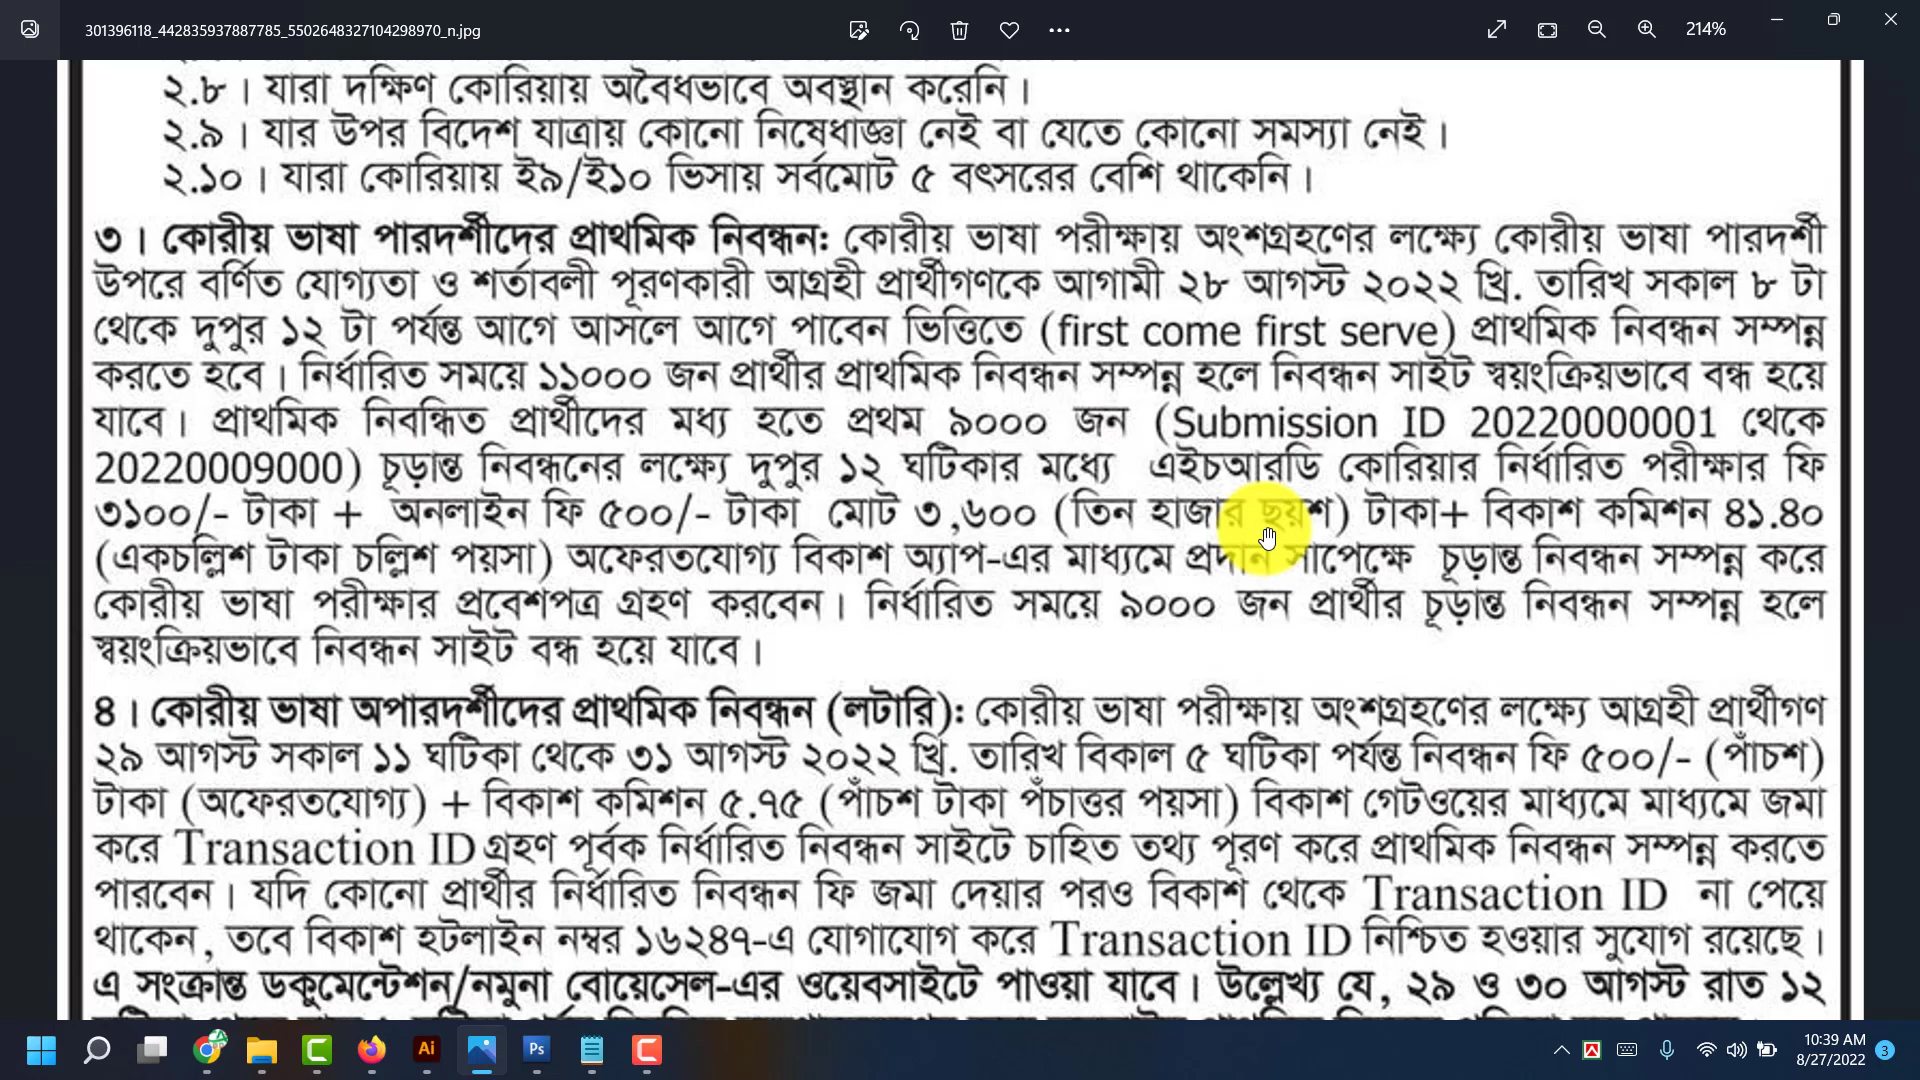 301396118_442835937887785_5502648327104298970_n.jpg
214%
২.৮। যারা দক্ষিণ কোরিয়ায় অবৈধভাবে অবস্থান করেনি।
২.৯। যার উপর বিদেশ যাত্রায় কোনো নিষেধাজ্ঞা নেই বা যেতে কোনো সমস্যা নেই।
২.১০। যারা কোরিয়ায় ই৯/ই১০ ভিসায় সর্বমোট ৫ বৎসরের বেশি থাকেনি।
৩। কোরীয় ভাষা পারদর্শীদের প্রাথমিক নিবন্ধন: কোরীয় ভাষা পরীক্ষায় অংশগ্রহণের লক্ষ্যে কোরীয় ভাষা পারদর্শী
উপরে বর্ণিত যোগ্যতা ও শর্তাবলী পূরণকারী আগ্রহী প্রার্থীগণকে আগামী ২৮ আগস্ট ২০২২ খ্রি. তারিখ সকাল ৮ টা
থেকে দুপুর ১২ টা পর্যন্ত আগে আসলে আগে পাবেন ভিত্তিতে (first come first serve) প্রাথমিক নিবন্ধন সম্পন্ন
করতে হবে। নির্ধারিত সময়ে ১১০০০ জন প্রার্থীর প্রাথমিক নিবন্ধন সম্পন্ন হলে নিবন্ধন সাইট স্বয়ংক্রিয়ভাবে বন্ধ হয়ে
যাবে। প্রাথমিক নিবন্ধিত প্রার্থীদের মধ্য হতে প্রথম ৯০০০ জন (Submission ID 20220000001 থেকে
20220009000) চূড়ান্ত নিবন্ধনের লক্ষ্যে দুপুর ১২ ঘটিকার মধ্যে এইচআরডি কোরিয়ার নির্ধারিত পরীক্ষার ফি
৩১০০/- টাকা + অনলাইন ফি ৫০০/- টাকা মোট ৩,৬০০ (তিন হাজার ছয়শ) টাকা+ বিকাশ কমিশন ৪১.৪০
(একচল্লিশ টাকা চল্লিশ পয়সা) অফেরতযোগ্য বিকাশ অ্যাপ-এর মাধ্যমে প্রদান সাপেক্ষে চূড়ান্ত নিবন্ধন সম্পন্ন করে
কোরীয় ভাষা পরীক্ষার প্রবেশপত্র গ্রহণ করবেন। নির্ধারিত সময়ে ৯০০০ জন প্রার্থীর চূড়ান্ত নিবন্ধন সম্পন্ন হলে
স্বয়ংক্রিয়ভাবে নিবন্ধন সাইট বন্ধ হয়ে যাবে।
৪। কোরীয় ভাষা অপারদর্শীদের প্রাথমিক নিবন্ধন (লটারি): কোরীয় ভাষা পরীক্ষায় অংশগ্রহণের লক্ষ্যে আগ্রহী প্রার্থীগণ
২৯ আগস্ট সকাল ১১ ঘটিকা থেকে ৩১ আগস্ট ২০২২ খ্রি. তারিখ বিকাল ৫ ঘটিকা পর্যন্ত নিবন্ধন ফি ৫০০/- (পাঁচশ)
টাকা (অফেরতযোগ্য) + বিকাশ কমিশন ৫.৭৫ (পাঁচশ টাকা পঁচাত্তর পয়সা) বিকাশ গেটওয়ের মাধ্যমে মাধ্যমে জমা
করে Transaction ID গ্রহণ পূর্বক নির্ধারিত নিবন্ধন সাইটে চাহিত তথ্য পূরণ করে প্রাথমিক নিবন্ধন সম্পন্ন করতে
পারবেন। যদি কোনো প্রার্থীর নির্ধারিত নিবন্ধন ফি জমা দেয়ার পরও বিকাশ থেকে Transaction ID না পেয়ে
থাকেন, তবে বিকাশ হটলাইন নম্বর ১৬২৪৭-এ যোগাযোগ করে Transaction ID নিশ্চিত হওয়ার সুযোগ রয়েছে।
এ সংক্রান্ত ডকুমেন্টেশন/নমুনা বোয়েসেল-এর ওয়েবসাইটে পাওয়া যাবে। উল্লেখ্য যে, ২৯ ও ৩০ আগস্ট রাত ১২
Ai
Ps
10:39 AM
8/27/2022
3